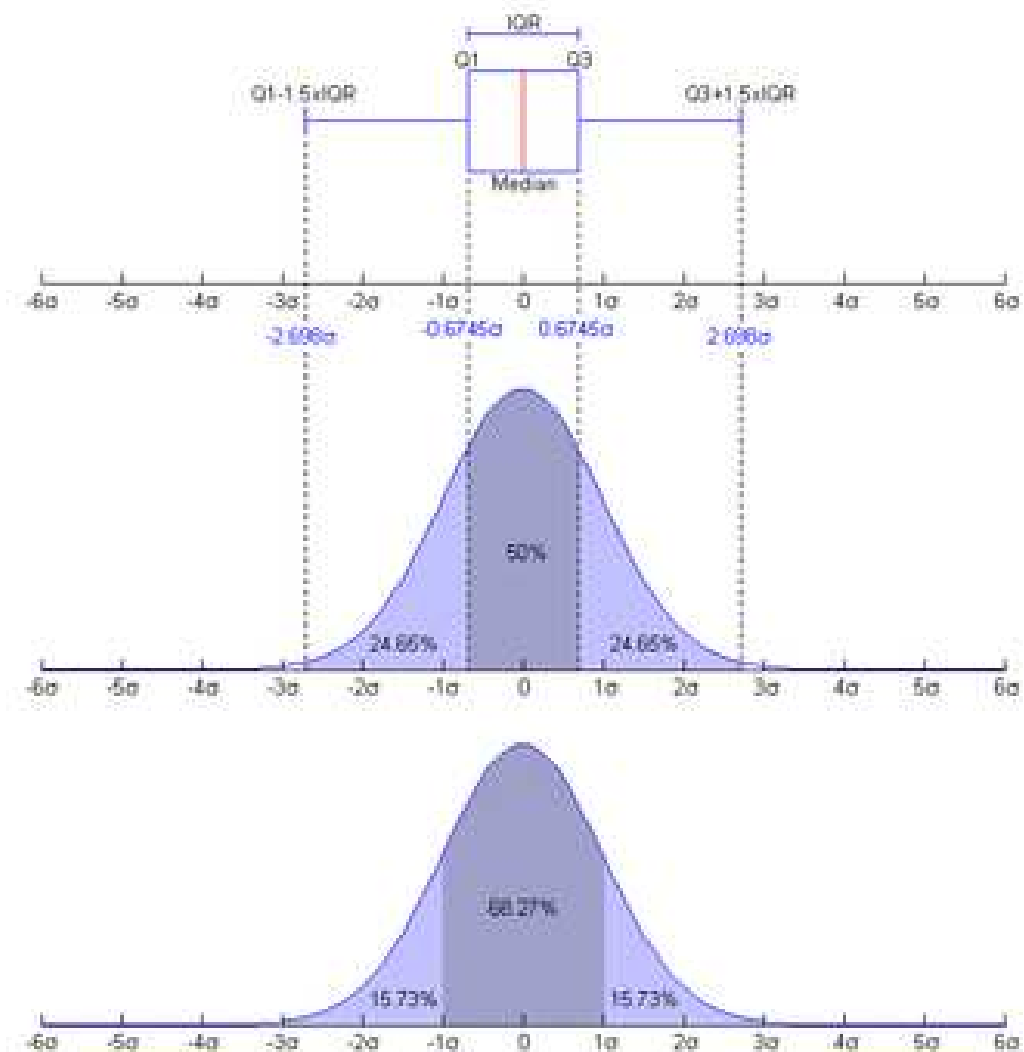 IQR
Q1 Q3
Q1-1.5xIQR Q3+1.5xIQR
Median
-6σ -5σ -4σ -3σ -2σ -1σ 0 1σ 2σ 3σ 4σ 5σ 6σ
-2.698σ -0.6745σ 0.6745σ 2.698σ
50%
24.65% 24.65%
-6σ -5σ -4σ -3σ -2σ -1σ 0 1σ 2σ 3σ 4σ 5σ 6σ
68.27%
15.73% 15.73%
-6σ -5σ -4σ -3σ -2σ -1σ 0 1σ 2σ 3σ 4σ 5σ 6σ